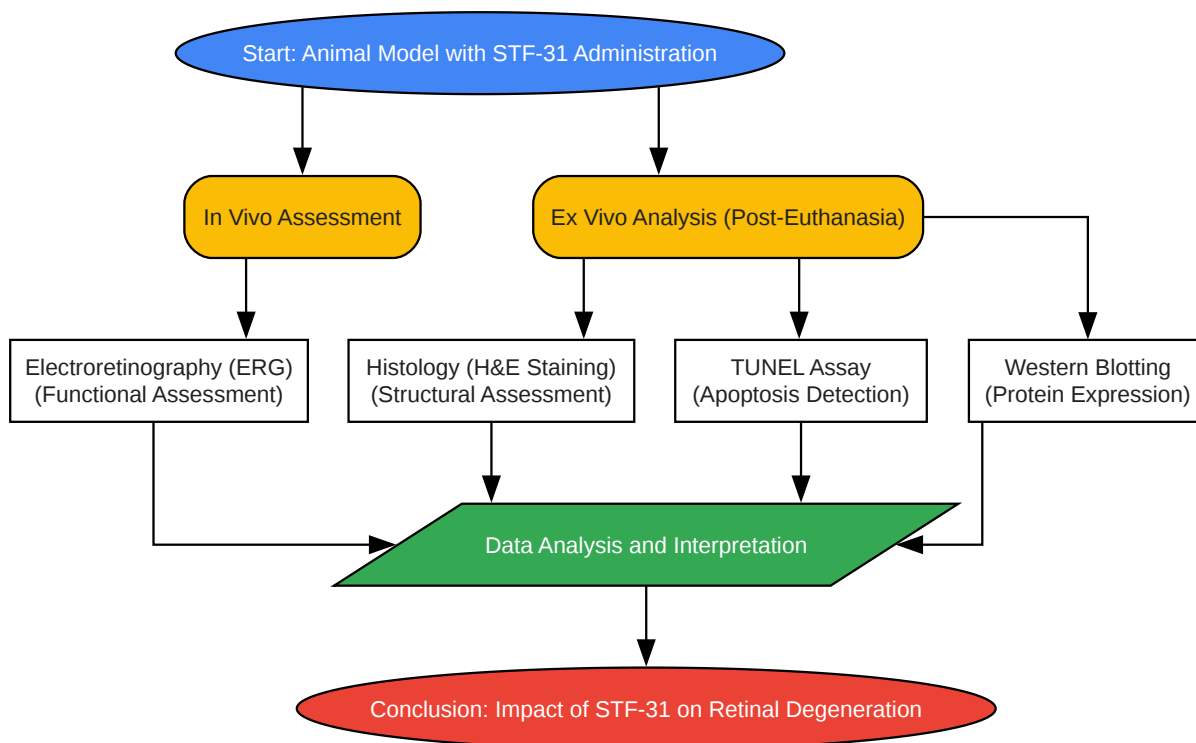 Start: Animal Model with STF-31 Administration
In Vivo Assessment
Ex Vivo Analysis (Post-Euthanasia)
Electroretinography (ERG)
(Functional Assessment)
Histology (H&E Staining)
(Structural Assessment)
TUNEL Assay
(Apoptosis Detection)
Western Blotting
(Protein Expression)
Data Analysis and Interpretation
Conclusion: Impact of STF-31 on Retinal Degeneration